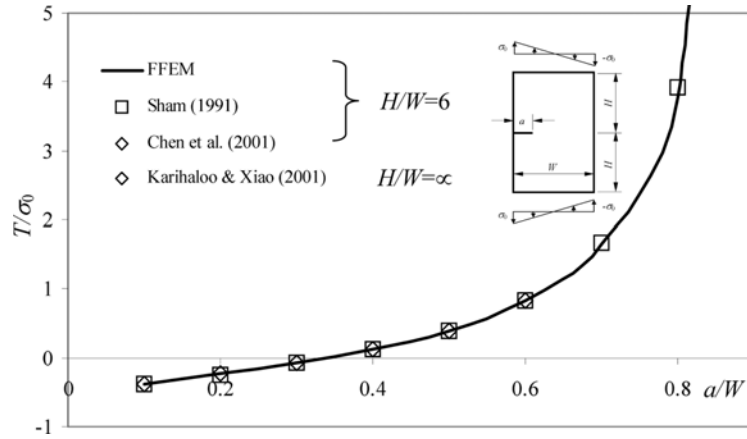 5
4
3
2
1
0
-1
T/σ0
FFEM
Sham (1991)
Chen et al. (2001)
Karihaloo & Xiao (2001)
H/W=6
H/W=∝
σ0
-σ0
a
W
H
H
σ0
-σ0
0
0.2
0.4
0.6
0.8
a/W